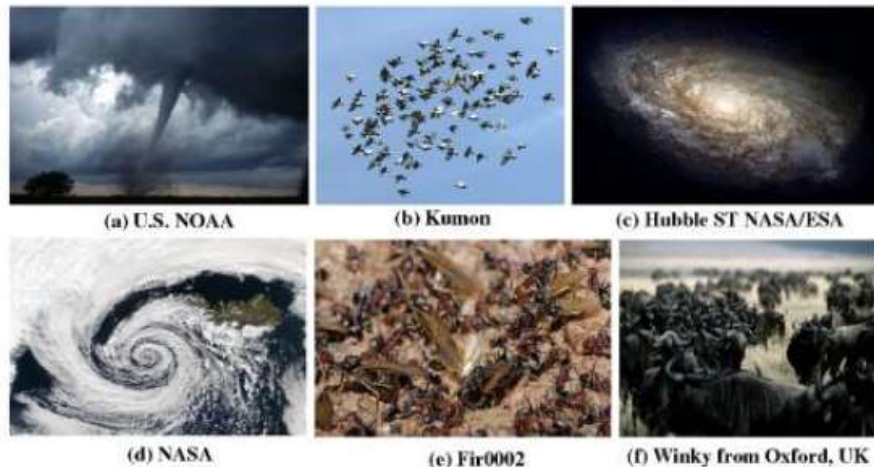 (a) U.S. NOAA
(b) Kumon
(c) Hubble ST NASA/ESA
(d) NASA
(e) Fir0002
(f) Winky from Oxford, UK